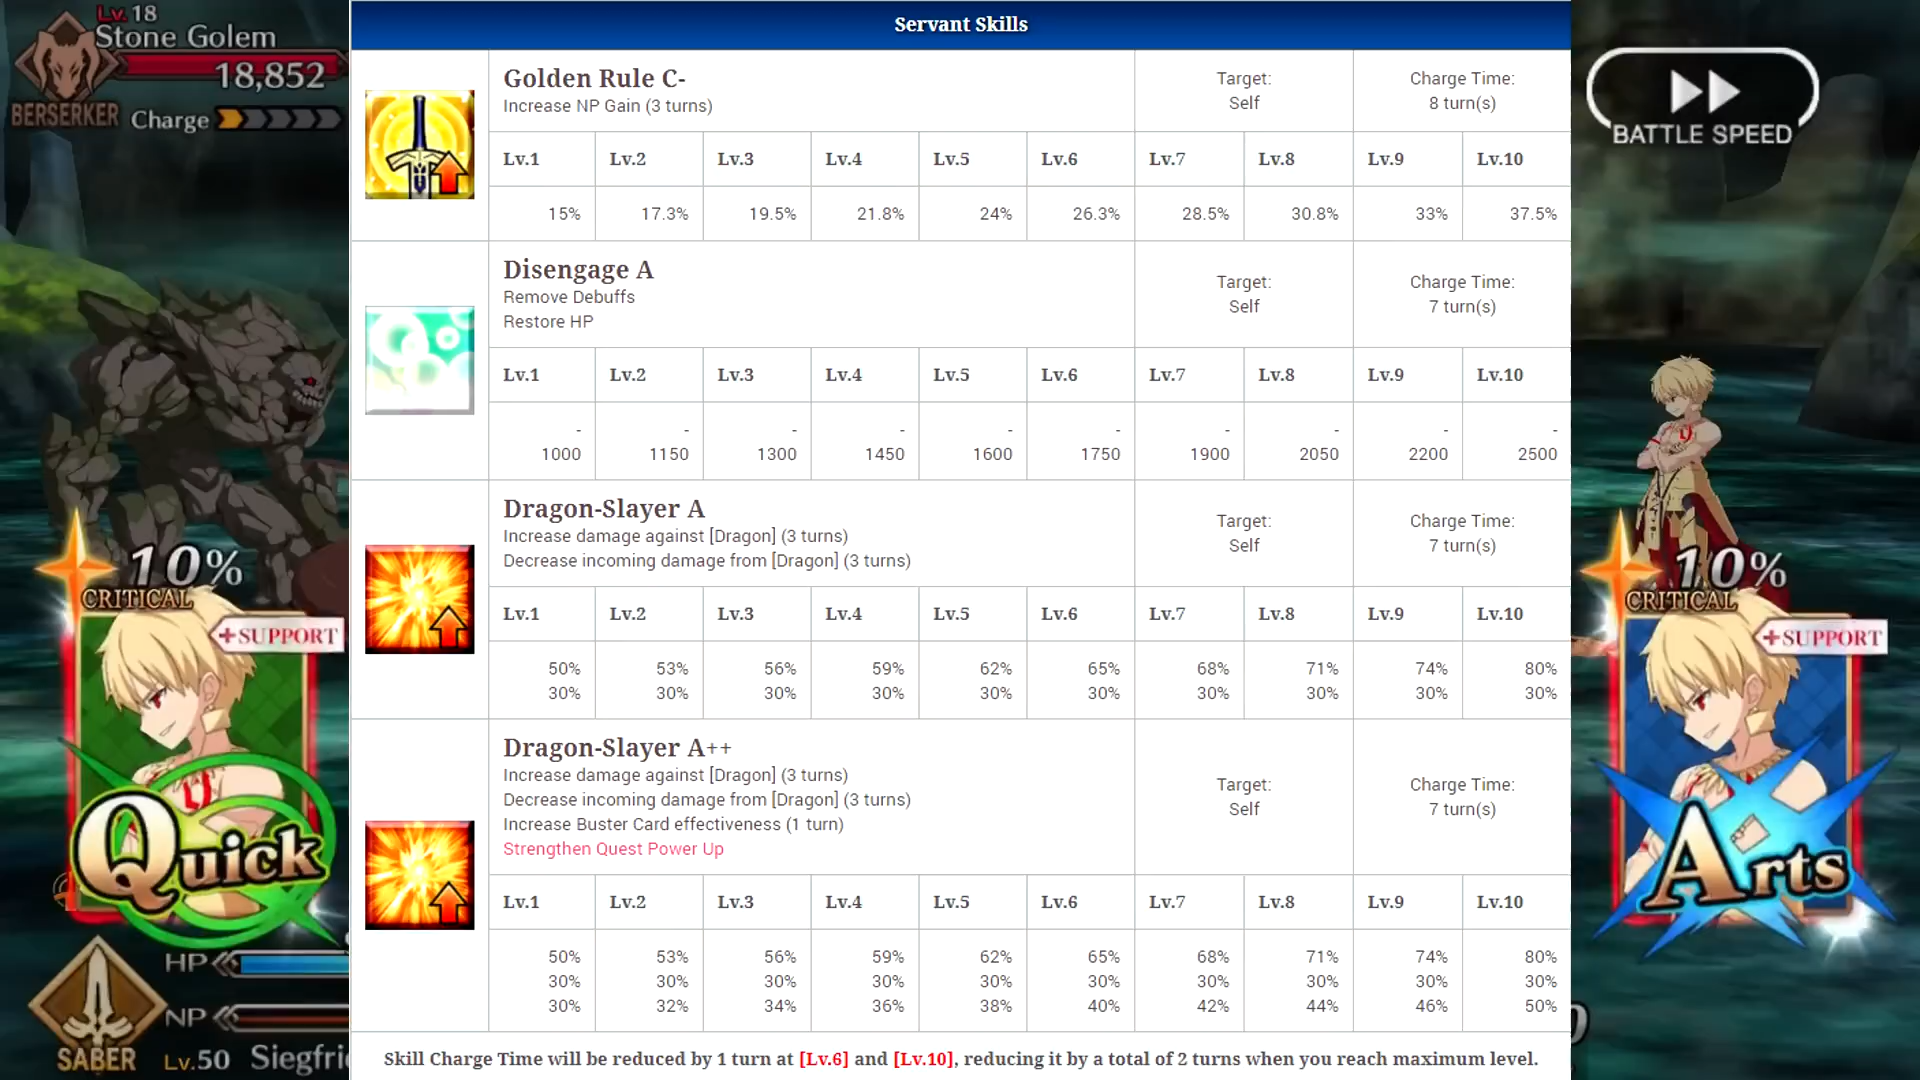 Lv.18
Stone Golem
18,852
BERSERKER
Charge
10%
CRITICAL
+SUPPORT
Quick
HP
NP
SABER
Lv.50 Siegfri
Servant Skills
Golden Rule C-
Increase NP Gain (3 turns)
Target:
Self
Charge Time:
8 turn(s)
Lv.1 Lv.2 Lv.3 Lv.4 Lv.5 Lv.6 Lv.7 Lv.8 Lv.9 Lv.10
15% 17.3% 19.5% 21.8% 24% 26.3% 28.5% 30.8% 33% 37.5%
Disengage A
Remove Debuffs
Restore HP
Target:
Self
Charge Time:
7 turn(s)
Lv.1 Lv.2 Lv.3 Lv.4 Lv.5 Lv.6 Lv.7 Lv.8 Lv.9 Lv.10
- - - - - - - - - -
1000 1150 1300 1450 1600 1750 1900 2050 2200 2500
Dragon-Slayer A
Increase damage against [Dragon] (3 turns)
Decrease incoming damage from [Dragon] (3 turns)
Target:
Self
Charge Time:
7 turn(s)
Lv.1 Lv.2 Lv.3 Lv.4 Lv.5 Lv.6 Lv.7 Lv.8 Lv.9 Lv.10
50% 53% 56% 59% 62% 65% 68% 71% 74% 80%
30% 30% 30% 30% 30% 30% 30% 30% 30% 30%
Dragon-Slayer A++
Increase damage against [Dragon] (3 turns)
Decrease incoming damage from [Dragon] (3 turns)
Increase Buster Card effectiveness (1 turn)
Strengthen Quest Power Up
Target:
Self
Charge Time:
7 turn(s)
Lv.1 Lv.2 Lv.3 Lv.4 Lv.5 Lv.6 Lv.7 Lv.8 Lv.9 Lv.10
50% 53% 56% 59% 62% 65% 68% 71% 74% 80%
30% 30% 30% 30% 30% 30% 30% 30% 30% 30%
30% 32% 34% 36% 38% 40% 42% 44% 46% 50%
Skill Charge Time will be reduced by 1 turn at [Lv.6] and [Lv.10], reducing it by a total of 2 turns when you reach maximum level.
BATTLE SPEED
10%
CRITICAL
+SUPPORT
Arts